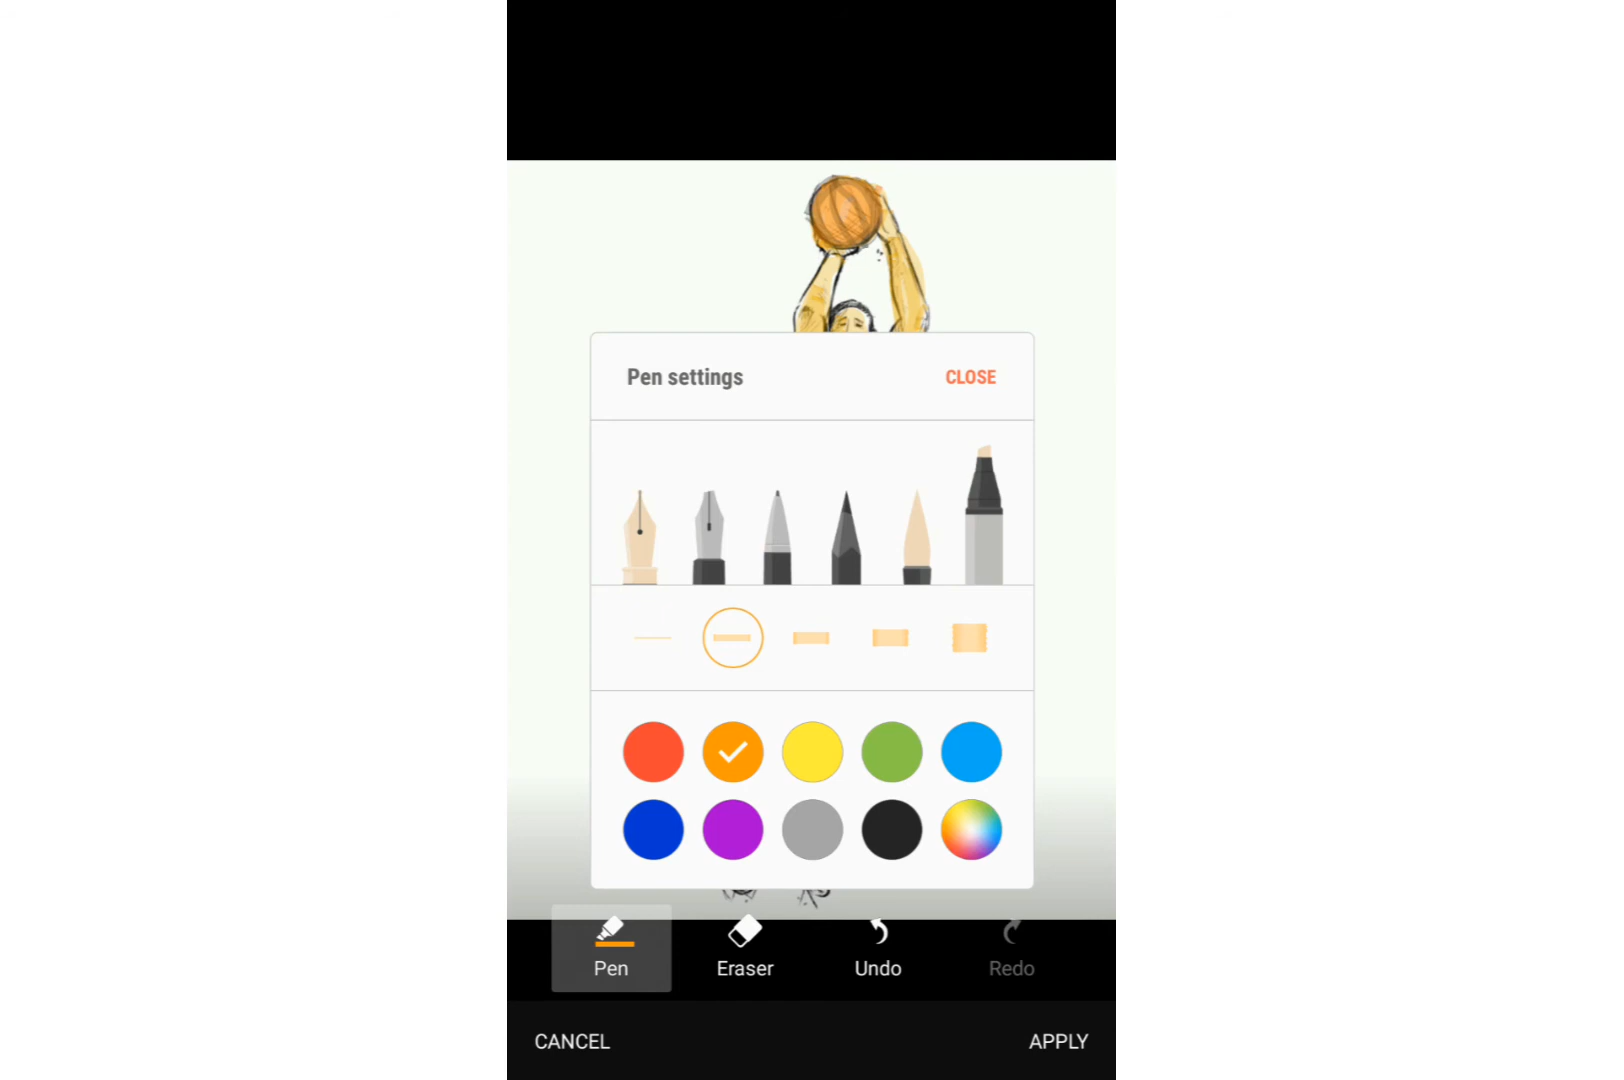 Pen settings
CLOSE
Pen
Eraser
Undo
Redo
CANCEL
APPLY